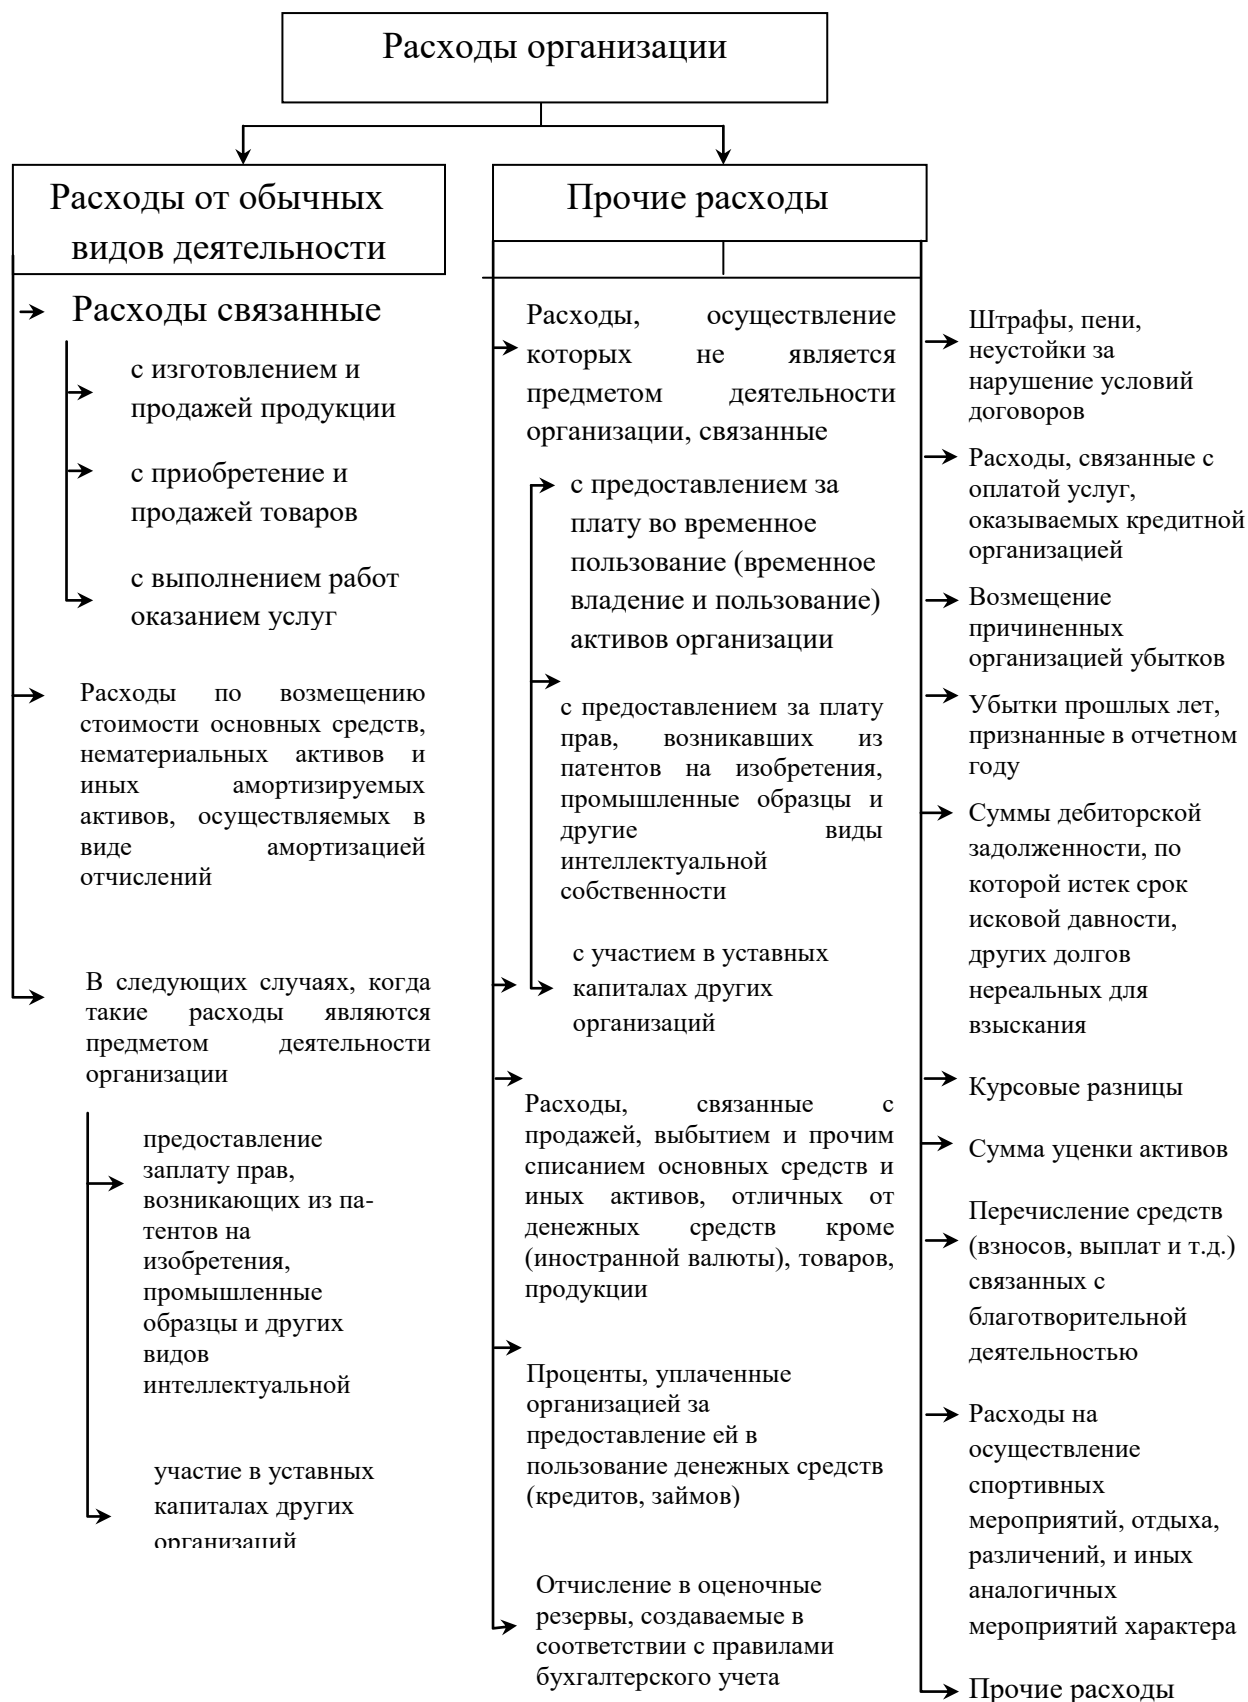 Расходы организации
Расходы от обычных
видов деятельности
Расходы связанные
с изготовлением и
продажей продукции
с приобретение и
продажей товаров
с выполнением работ
оказанием услуг
Расходы по возмещению
стоимости основных средств,
нематериальных активов и
иных амортизируемых
активов, осуществляемых в
виде амортизацией
отчислений
В следующих случаях, когда
такие расходы являются
предметом деятельности
организации
предоставление
заплату прав,
возникающих из па-
тентов на
изобретения,
промышленные
образцы и других
видов
интеллектуальной
участие в уставных
капиталах других
организаций
Прочие расходы
Расходы, осуществление
которых не является
предметом деятельности
организации, связанные
с предоставлением за
плату во временное
пользование (временное
владение и пользование)
активов организации
с предоставлением за плату
прав, возникавших из
патентов на изобретения,
промышленные образцы и
другие виды
интеллектуальной
собственности
с участием в уставных
капиталах других
организаций
Расходы, связанные с
продажей, выбытием и прочим
списанием основных средств и
иных активов, отличных от
денежных средств кроме
(иностранной валюты), товаров,
продукции
Проценты, уплаченные
организацией за
предоставление ей в
пользование денежных средств
(кредитов, займов)
Отчисление в оценочные
резервы, создаваемые в
соответствии с правилами
бухгалтерского учета
Штрафы, пени,
неустойки за
нарушение условий
договоров
Расходы, связанные с
оплатой услуг,
оказываемых кредитной
организацией
Возмещение
причиненных
организацией убытков
Убытки прошлых лет,
признанные в отчетном
году
Суммы дебиторской
задолженности, по
которой истек срок
исковой давности,
других долгов
нереальных для
взыскания
Курсовые разницы
Сумма уценки активов
Перечисление средств
(взносов, выплат и т.д.)
связанных с
благотворительной
деятельностью
Расходы на
осуществление
спортивных
мероприятий, отдыха,
различений, и иных
аналогичных
мероприятий характера
Прочие расходы